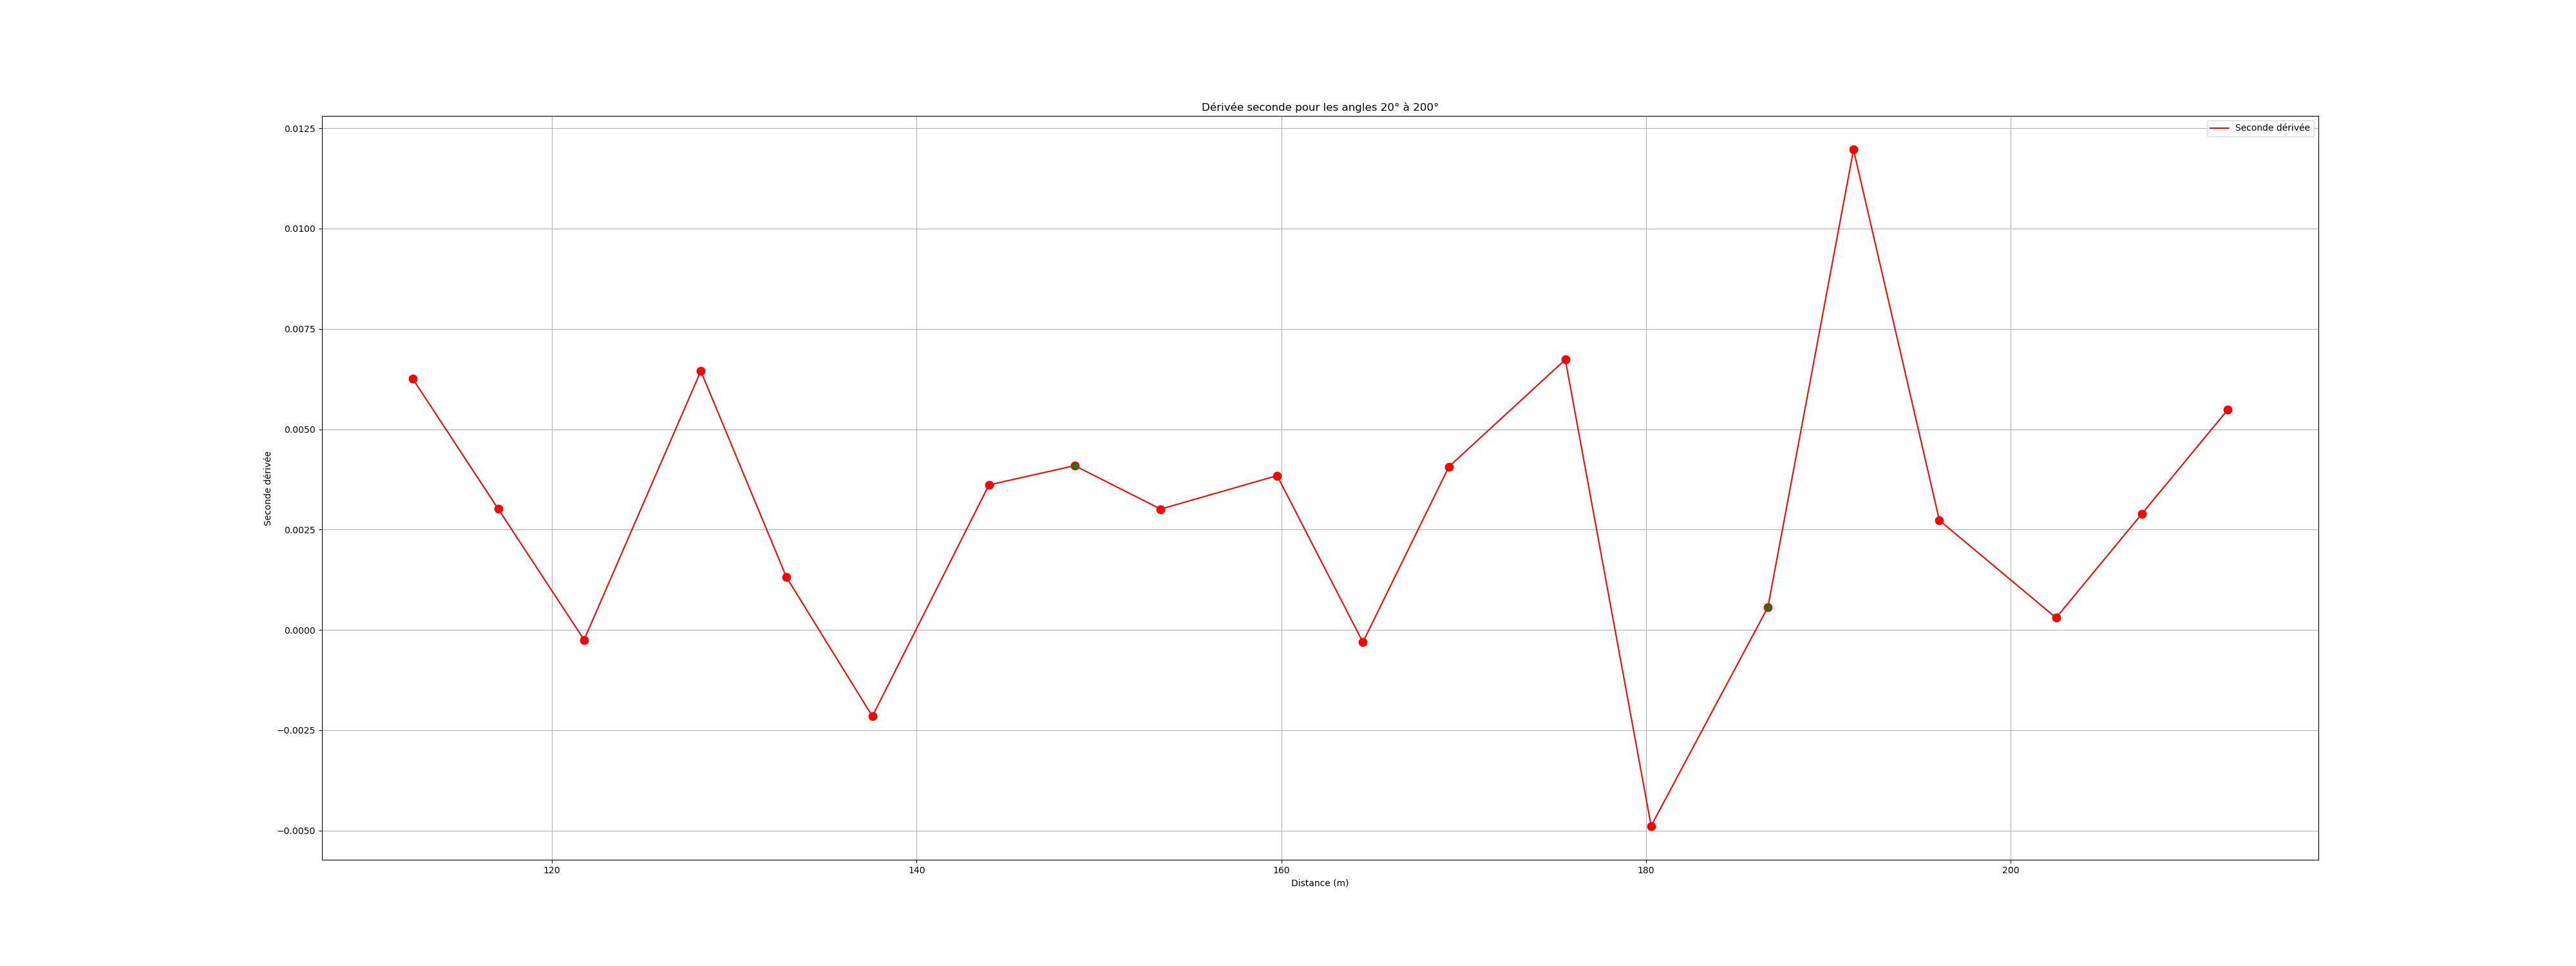 Dérivée seconde pour les angles 20° à 200°
Seconde dérivée
0.0125
0.0100
0.0075
0.0050
0.0025
0.0000
−0.0025
−0.0050
Seconde dérivée
120 140 160 180 200
Distance (m)